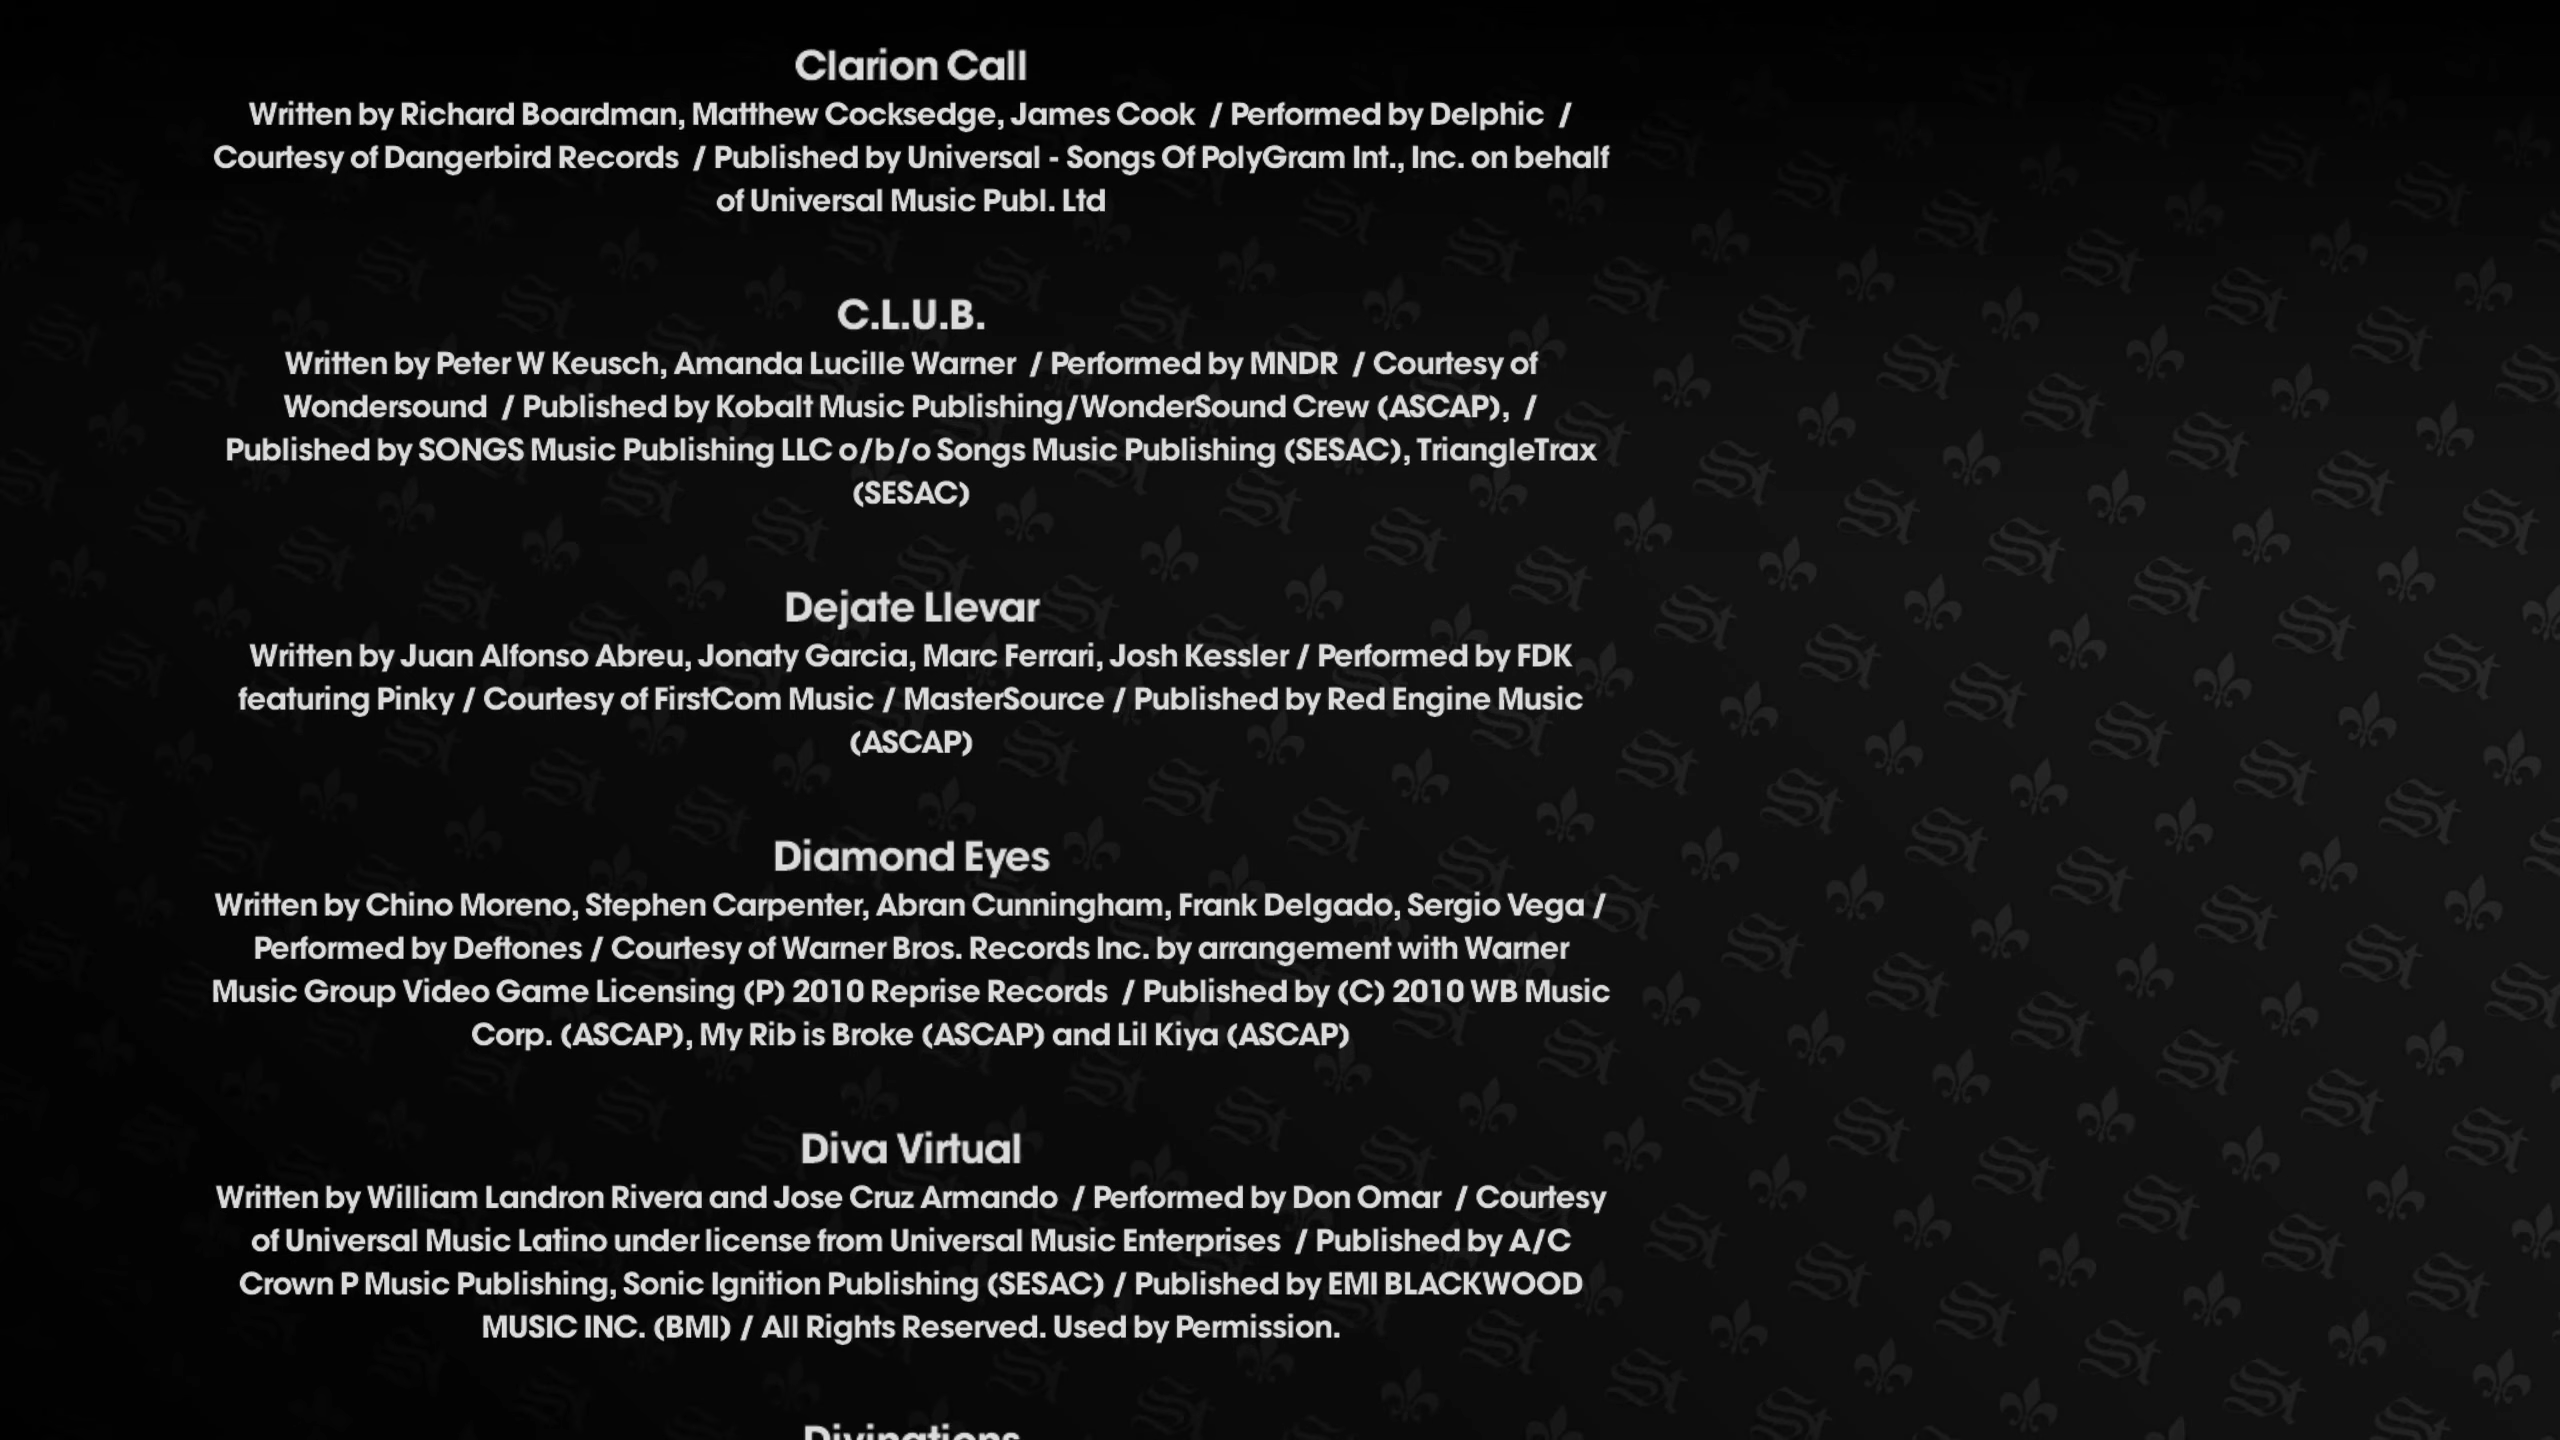 Clarion Call
Written by Richard Boardman, Matthew Cocksedge, James Cook / Performed by Delphic /
Courtesy of Dangerbird Records / Published by Universal - Songs Of PolyGram Int., Inc. on behalf
of Universal Music Publ. Ltd
C.L.U.B.
Written by Peter W Keusch, Amanda Lucille Warner / Performed by MNDR / Courtesy of
Wondersound / Published by Kobalt Music Publishing/WonderSound Crew (ASCAP), /
Published by SONGS Music Publishing LLC o/b/o Songs Music Publishing (SESAC), TriangleTrax
(SESAC)
Dejate Llevar
Written by Juan Alfonso Abreu, Jonaty Garcia, Marc Ferrari, Josh Kessler / Performed by FDK
featuring Pinky / Courtesy of FirstCom Music / MasterSource / Published by Red Engine Music
(ASCAP)
Diamond Eyes
Written by Chino Moreno, Stephen Carpenter, Abran Cunningham, Frank Delgado, Sergio Vega /
Performed by Deftones / Courtesy of Warner Bros. Records Inc. by arrangement with Warner
Music Group Video Game Licensing (P) 2010 Reprise Records / Published by (C) 2010 WB Music
Corp. (ASCAP), My Rib is Broke (ASCAP) and Lil Kiya (ASCAP)
Diva Virtual
Written by William Landron Rivera and Jose Cruz Armando / Performed by Don Omar / Courtesy
of Universal Music Latino under license from Universal Music Enterprises / Published by A/C
Crown P Music Publishing, Sonic Ignition Publishing (SESAC) / Published by EMI BLACKWOOD
MUSIC INC. (BMI) / All Rights Reserved. Used by Permission.
Divinations